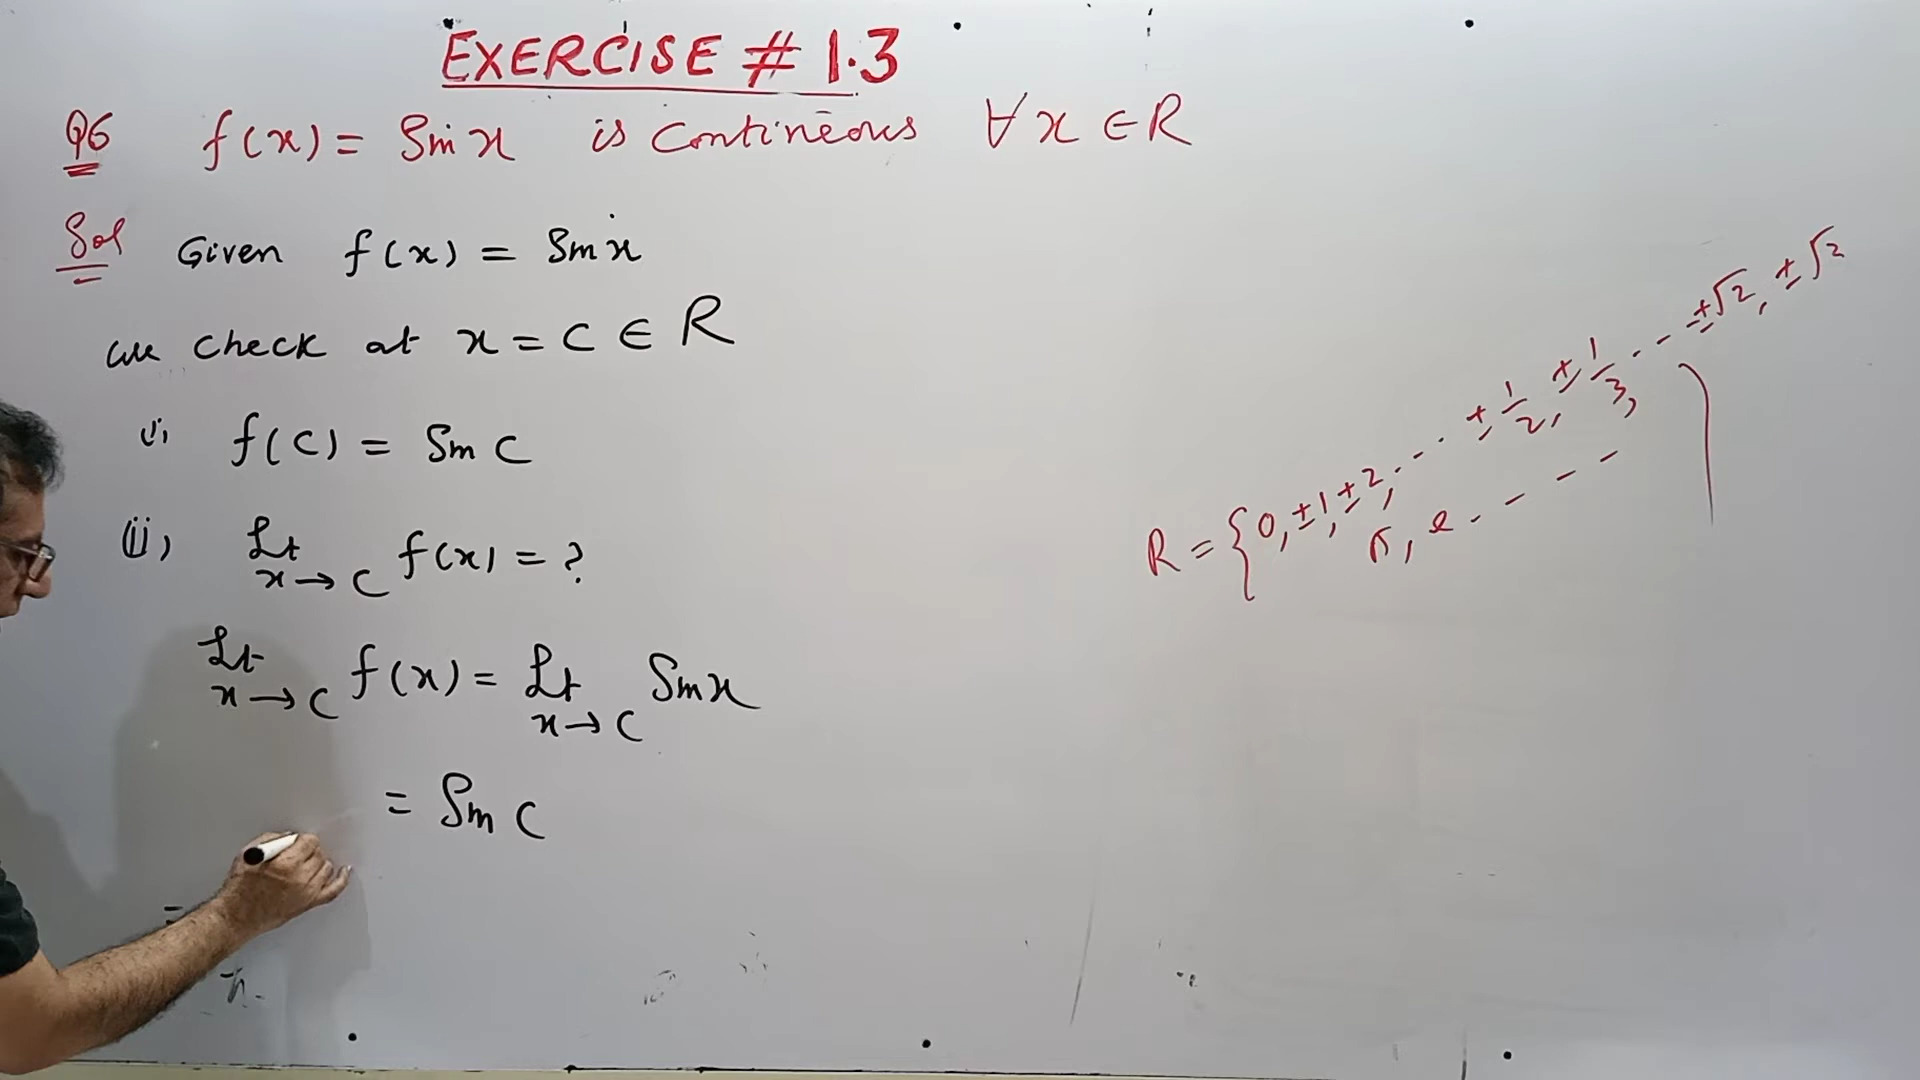 EXERCISE # 1.3
Q6 f(x) = Sin x is Contineous ∀ x ∈ R
Sol Given f(x) = Sin x
we check at x = C ∈ R
(i) f(C) = Sin C
(ii) Lt x→C f(x) = ?
Lt x→C f(x) = Lt x→C Sin x
= Sin C
=
R = {0, ±1, ±2, - - . ± 1/2, ± 1/3, - - - ±√2, ±√2
π, e - - - - -